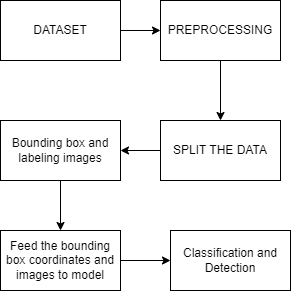 DATASET
PREPROCESSING
SPLIT THE DATA
Bounding box and
labeling images
Feed the bounding
box coordinates and
images to model
Classification and
Detection